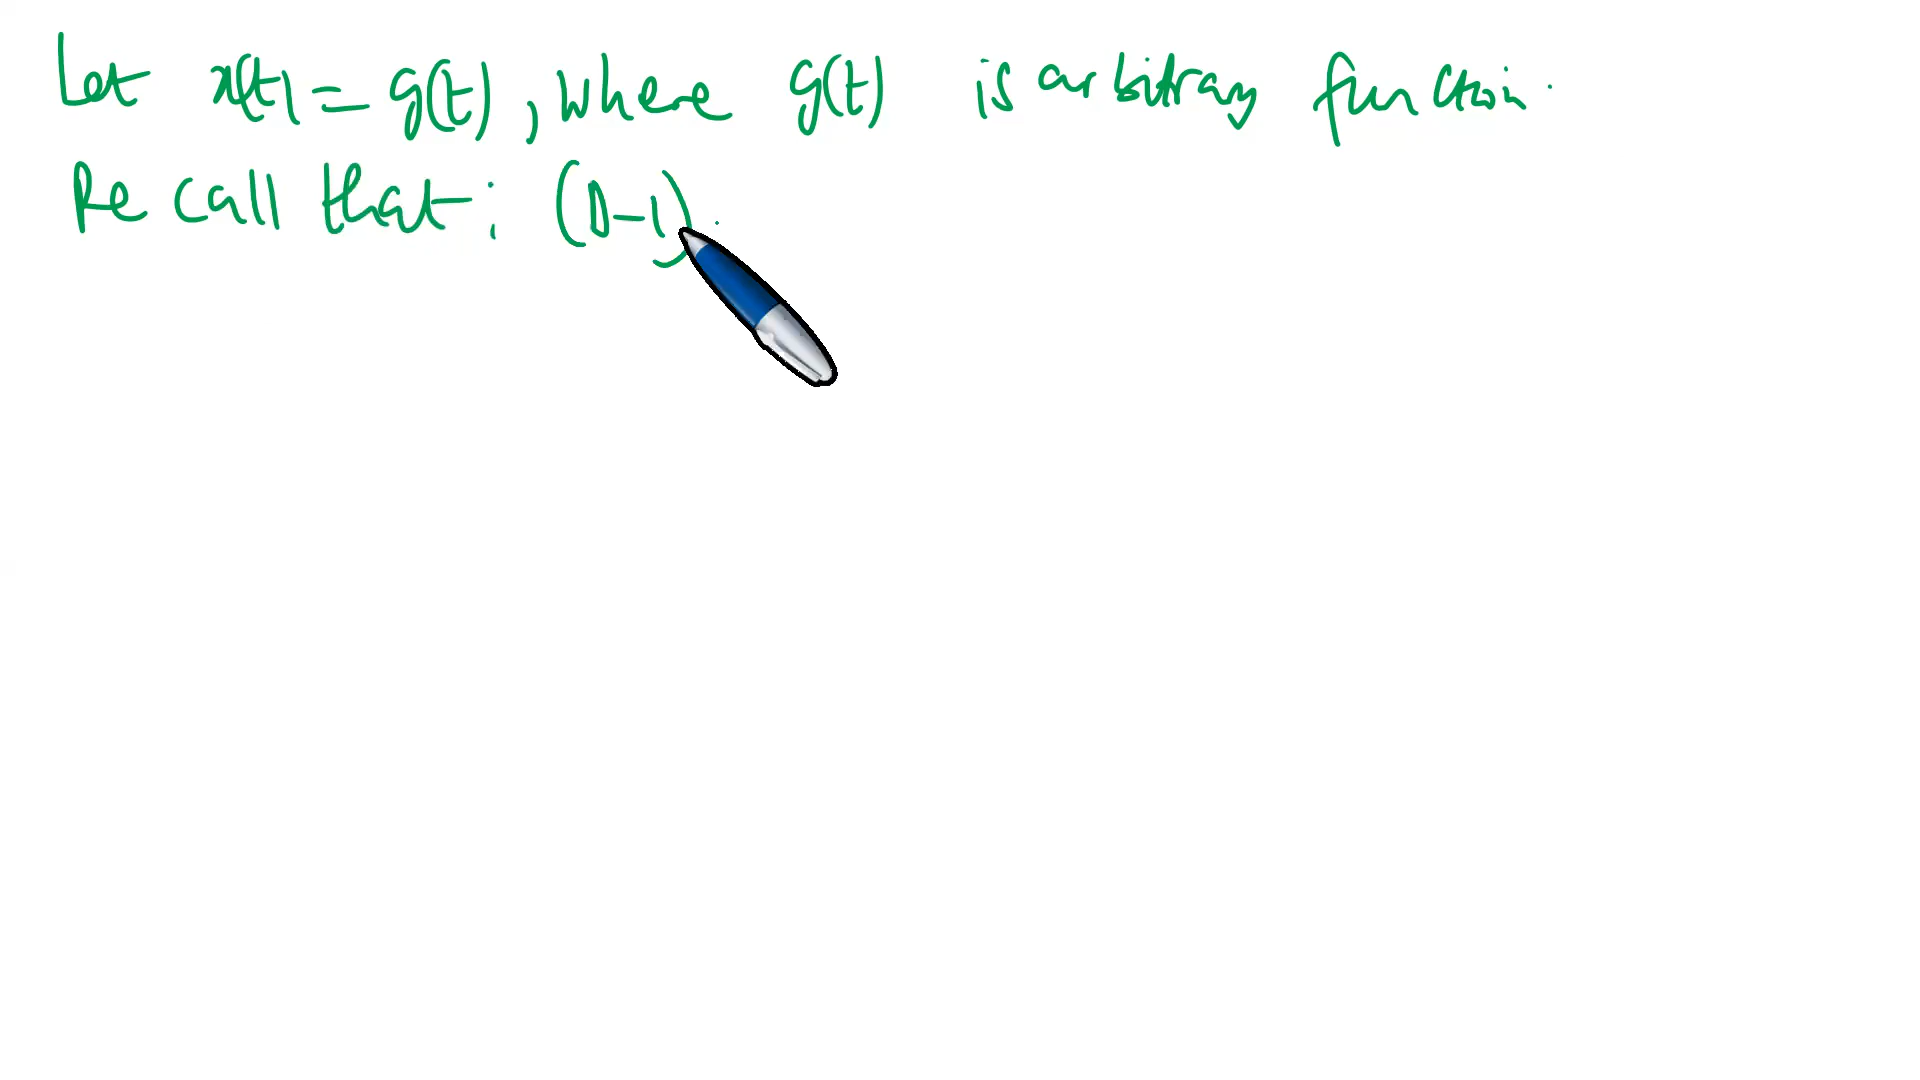 Let x(t) = g(t), where g(t) is arbitrary function.
Recall that: (D-1).